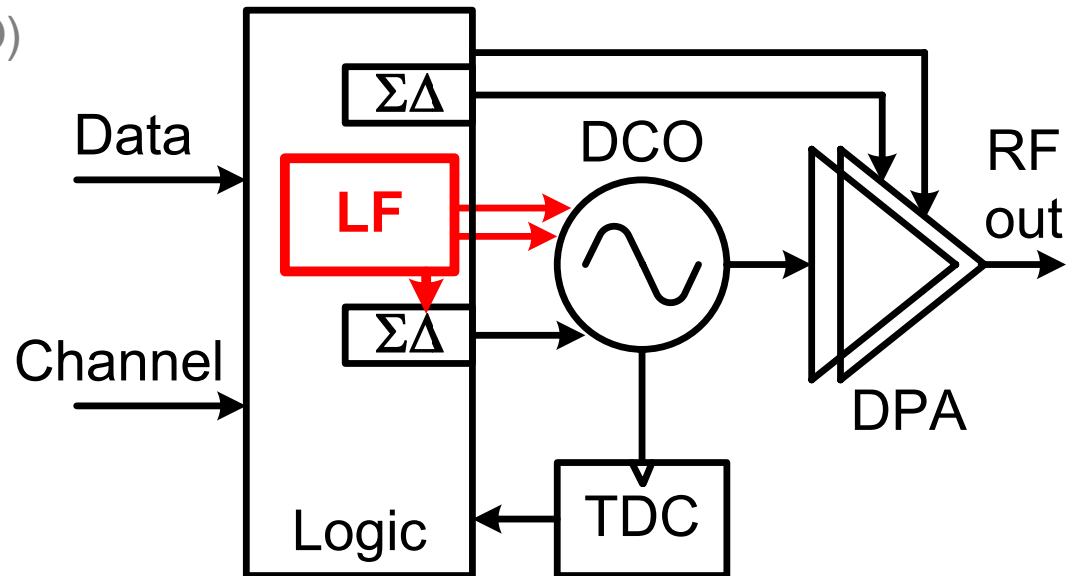 ΣΔ
Data
DCO
RF
out
LF
ΣΔ
Channel
DPA
TDC
Logic